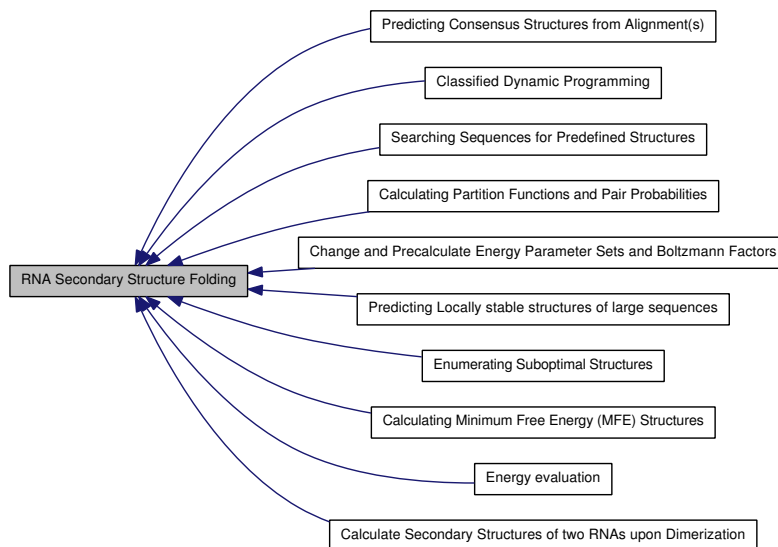 Predicting Consensus Structures from Alignment(s)
Classified Dynamic Programming
Searching Sequences for Predefined Structures
Calculating Partition Functions and Pair Probabilities
Change and Precalculate Energy Parameter Sets and Boltzmann Factors
RNA Secondary Structure Folding
Predicting Locally stable structures of large sequences
Enumerating Suboptimal Structures
Calculating Minimum Free Energy (MFE) Structures
Energy evaluation
Calculate Secondary Structures of two RNAs upon Dimerization